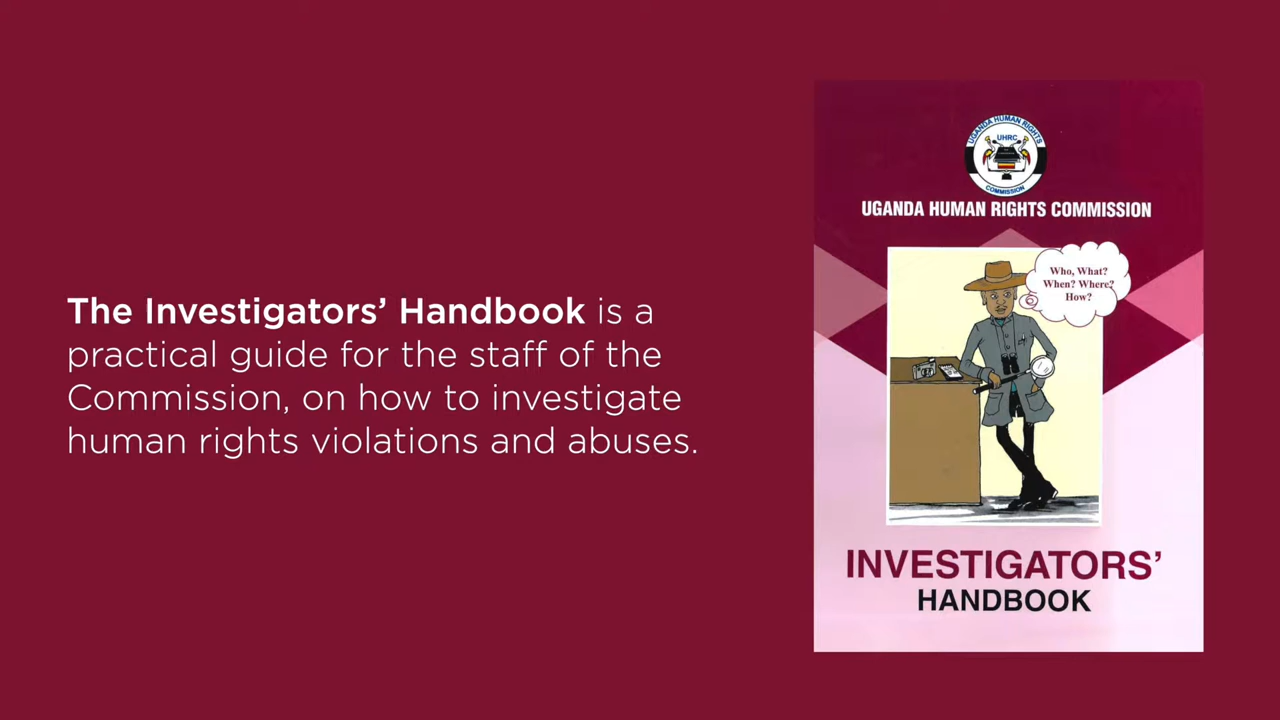 The Investigators’ Handbook is a
practical guide for the staff of the
Commission, on how to investigate
human rights violations and abuses.
UGANDA HUMAN RIGHTS
UHRC
COMMISSION
UGANDA HUMAN RIGHTS COMMISSION
Who, What?
When? Where?
How?
INVESTIGATORS’
HANDBOOK